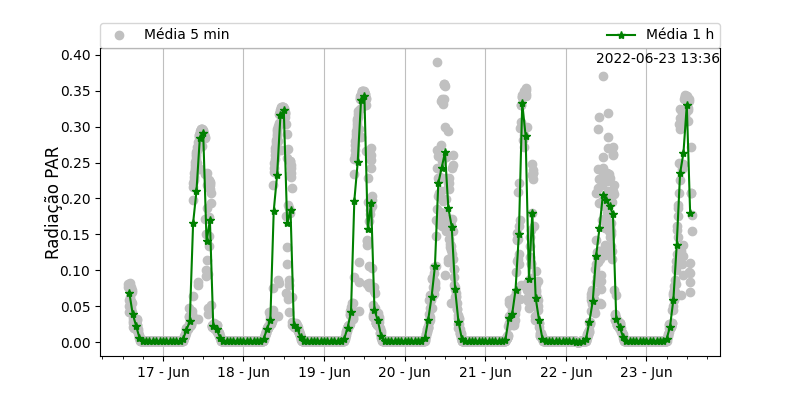 Média 5 min
Média 1 h
2022-06-23 13:36
Radiação PAR
0.40
0.35
0.30
0.25
0.20
0.15
0.10
0.05
0.00
17 - Jun
18 - Jun
19 - Jun
20 - Jun
21 - Jun
22 - Jun
23 - Jun